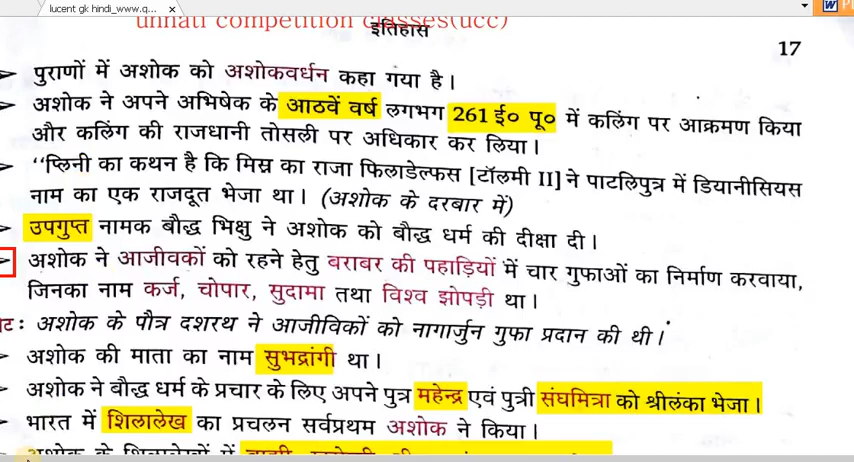 lucent gk hindi_www.q... ×
unnati competition classes(ucc)
इतिहास
17
➢ पुराणों में अशोक को अशोकवर्धन कहा गया है।
➢ अशोक ने अपने अभिषेक के आठवें वर्ष लगभग 261 ई० पू० में कलिंग पर आक्रमण किया
और कलिंग की राजधानी तोसली पर अधिकार कर लिया।
➢ ‘‘प्लिनी का कथन है कि मिस्र का राजा फिलाडेल्फस [टॉलमी II] ने पाटलिपुत्र में डियानीसियस
नाम का एक राजदूत भेजा था। (अशोक के दरबार में)
उपगुप्त नामक बौद्ध भिक्षु ने अशोक को बौद्ध धर्म की दीक्षा दी।
➢ अशोक ने आजीवकों को रहने हेतु बराबर की पहाड़ियों में चार गुफाओं का निर्माण करवाया,
जिनका नाम कर्ज, चोपार, सुदामा तथा विश्व झोपड़ी था।
: अशोक के पौत्र दशरथ ने आजीविकों को नागार्जुन गुफा प्रदान की थी।
अशोक की माता का नाम सुभद्रांगी था।
अशोक ने बौद्ध धर्म के प्रचार के लिए अपने पुत्र महेन्द्र एवं पुत्री संघमित्रा को श्रीलंका भेजा।
भारत में शिलालेख का प्रचलन सर्वप्रथम अशोक ने किया।
अशोक के शिलालेखों में